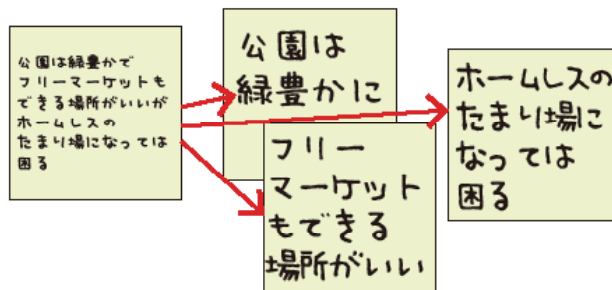 公園は緑豊かで
フリーマーケットも
できる場所がいいが
ホームレスの
たまり場になっては
困る
公園は
緑豊かに
フリー
マーケット
もできる
場所がいい
ホームレスの
たまり場に
なっては
困る